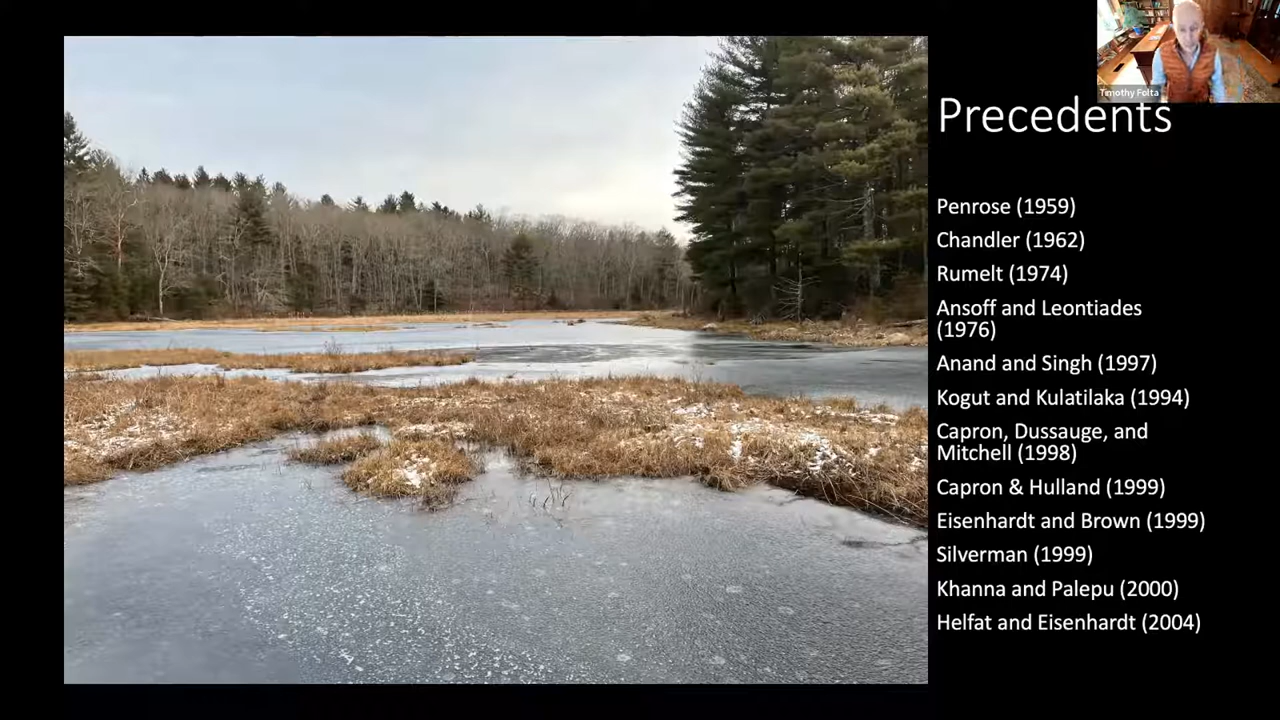 Timothy Folta
Precedents
Penrose (1959)
Chandler (1962)
Rumelt (1974)
Ansoff and Leontiades
(1976)
Anand and Singh (1997)
Kogut and Kulatilaka (1994)
Capron, Dussauge, and
Mitchell (1998)
Capron & Hulland (1999)
Eisenhardt and Brown (1999)
Silverman (1999)
Khanna and Palepu (2000)
Helfat and Eisenhardt (2004)